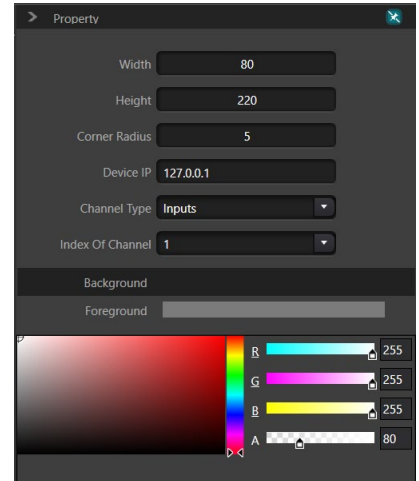 > Property
Width 80
Height 220
Corner Radius 5
Device IP 127.0.0.1
Channel Type Inputs
Index Of Channel 1
Background
Foreground
R 255
G 255
B 255
A 80